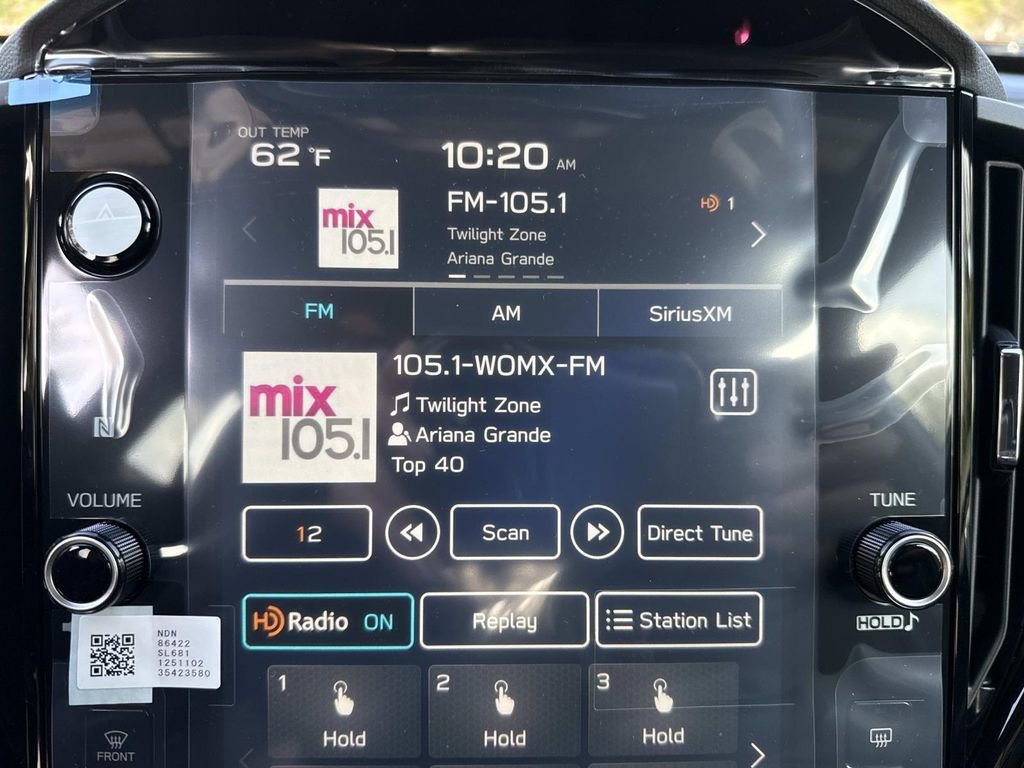 OUT TEMP
62 °F
10:20 AM
mix
105.1
FM-105.1
HD 1
Twilight Zone
Ariana Grande
FM
AM
SiriusXM
mix
105.1
105.1-WOMX-FM
Twilight Zone
Ariana Grande
Top 40
N
VOLUME
TUNE
12
Scan
Direct Tune
HD Radio ON
Replay
Station List
HOLD
NDN
86422
SL681
1251102
35423580
1
2
3
Hold
Hold
Hold
FRONT